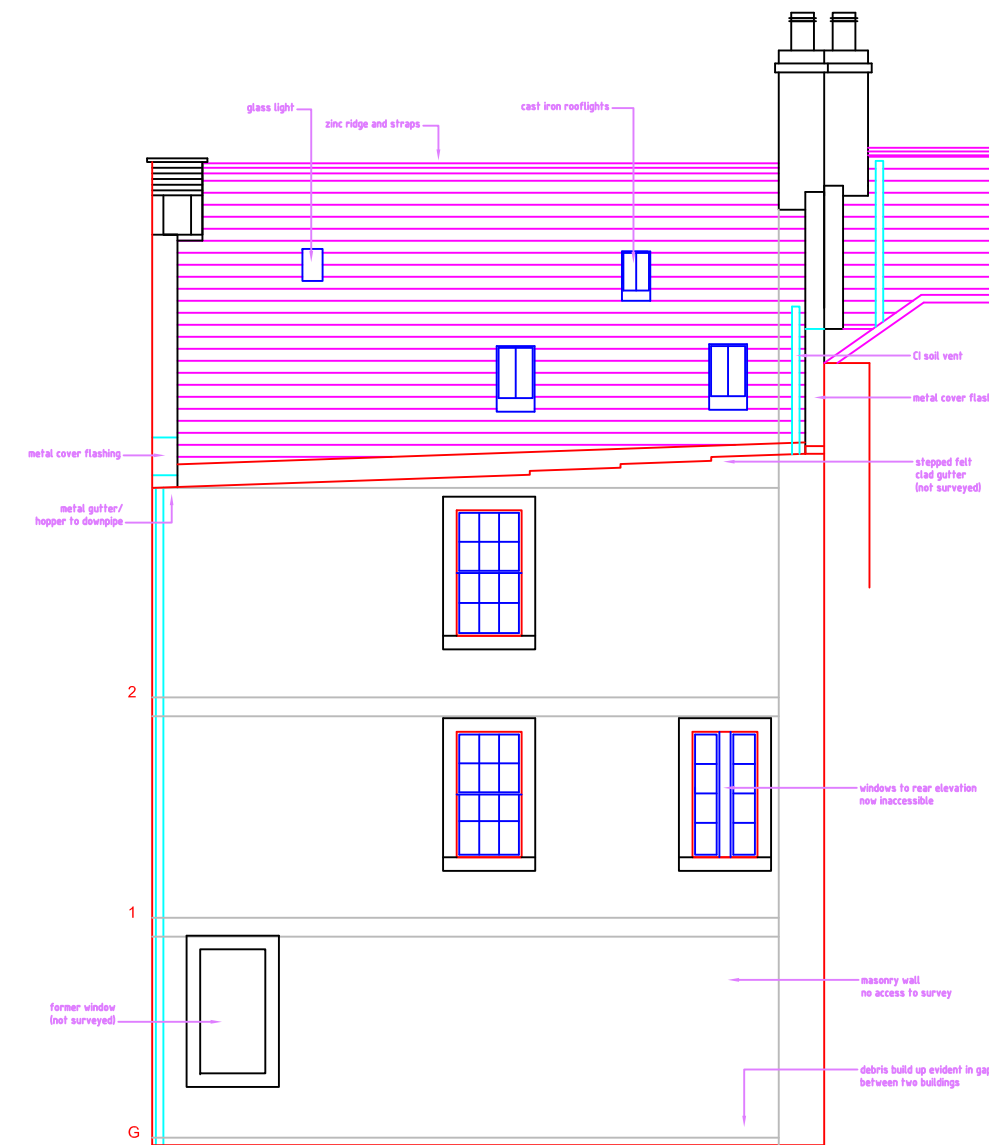 glass light
cast iron rooflights
zinc ridge and straps
CI soil vent
metal cover flas
metal cover flashing
stepped felt
clad gutter
(not surveyed)
metal gutter/
hopper to downpipe
2
windows to rear elevation
now inaccessible
1
masonry wall
no access to survey
former window
(not surveyed)
debris build up evident in gap
between two buildings
G